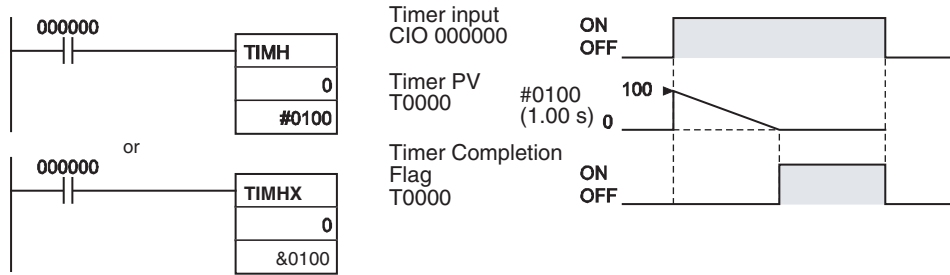 000000
TIMH
0
#0100
or
000000
TIMHX
0
&0100
Timer input
CIO 000000
ON
OFF
Timer PV
T0000
#0100
(1.00 s)
100
0
Timer Completion
Flag
T0000
ON
OFF